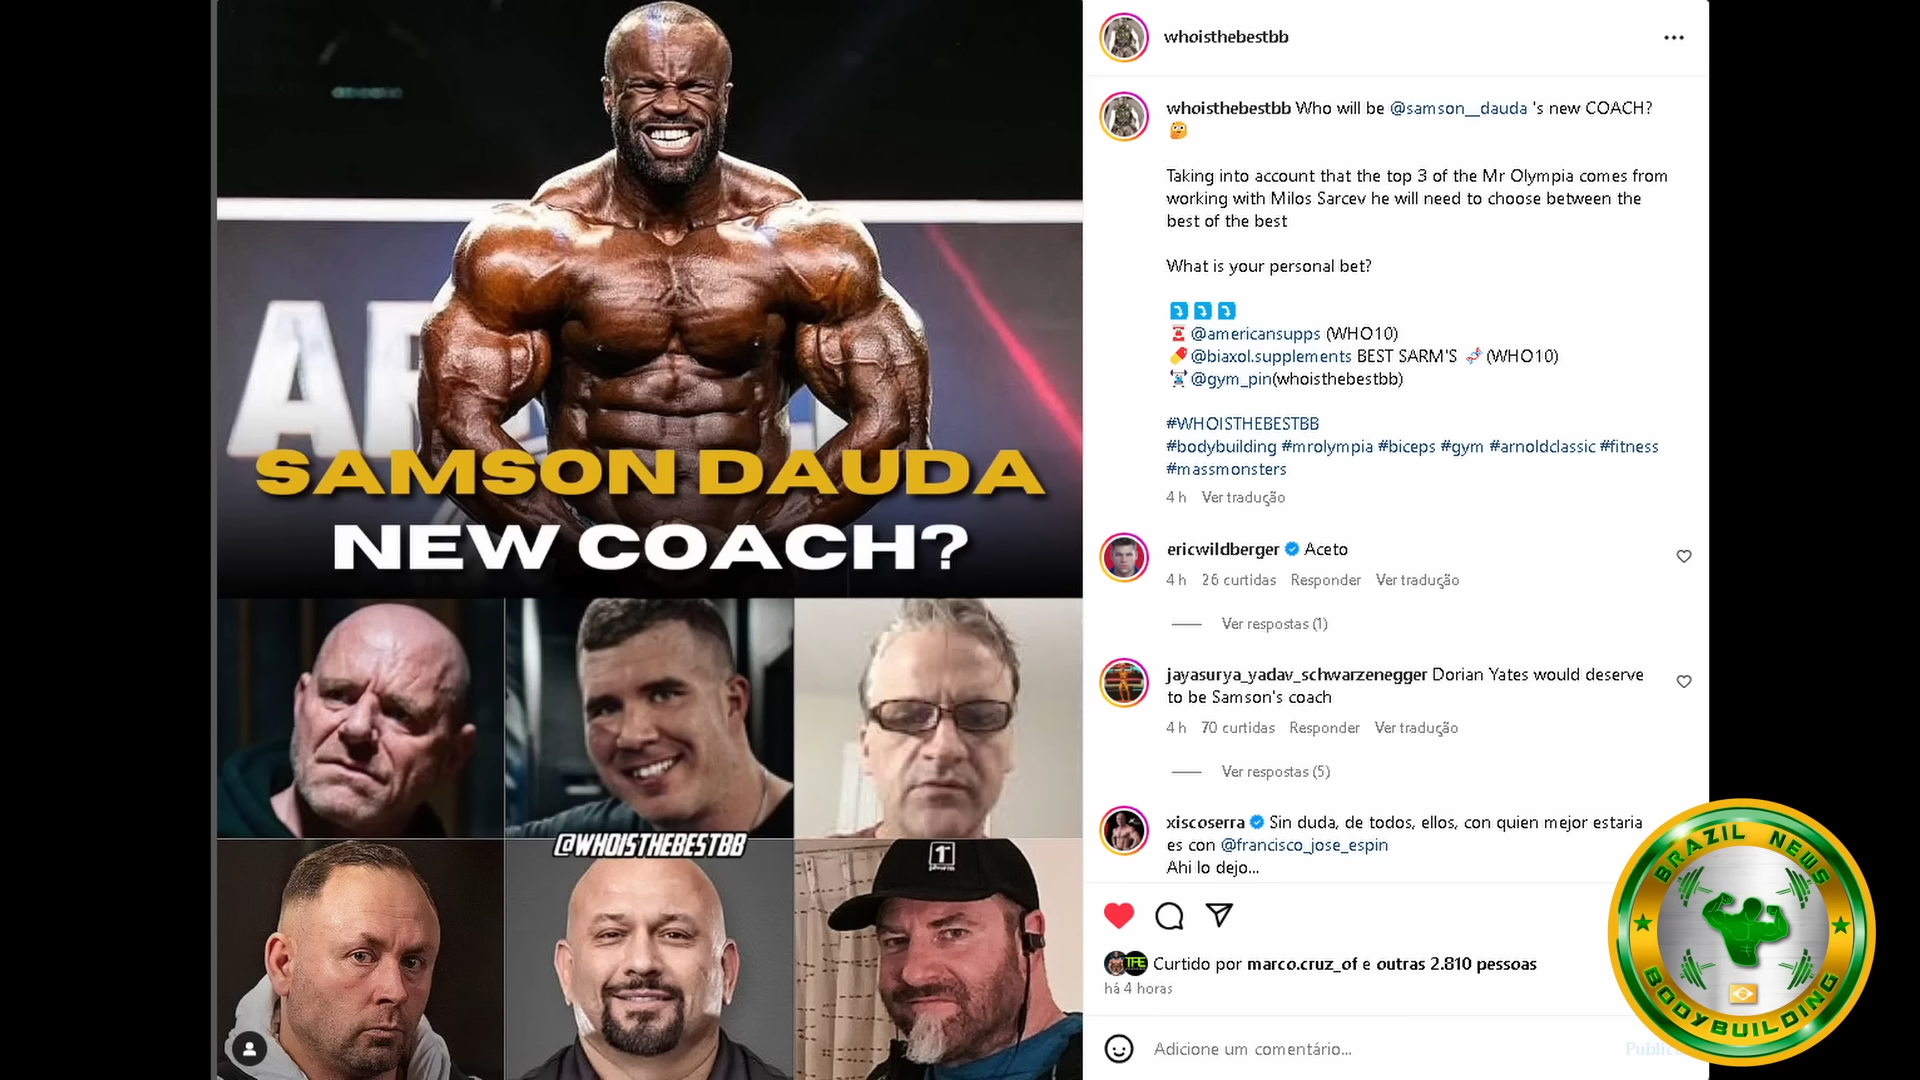 AR
SAMSON DAUDA
NEW COACH?
@WHOISTHEBESTBB
whoisthebestbb
whoisthebestbb Who will be @samson__dauda 's new COACH?
Taking into account that the top 3 of the Mr Olympia comes from
working with Milos Sarcev he will need to choose between the
best of the best
What is your personal bet?
@americansupps (WHO10)
@biaxol.supplements BEST SARM'S (WHO10)
@gym_pin(whoisthebestbb)
#WHOISTHEBESTBB
#bodybuilding #mrolympia #biceps #gym #arnoldclassic #fitness
#massmonsters
4 h Ver tradução
ericwildberger Aceto
4 h 26 curtidas Responder Ver tradução
Ver respostas (1)
jayasurya_yadav_schwarzenegger Dorian Yates would deserve
to be Samson's coach
4 h 70 curtidas Responder Ver tradução
Ver respostas (5)
xiscoserra Sin duda, de todos, ellos, con quien mejor estaria
es con @francisco_jose_espin
Ahi lo dejo...
Curtido por marco.cruz_of e outras 2.810 pessoas
há 4 horas
Adicione um comentário...
BRAZIL NEWS
BODYBUILDING